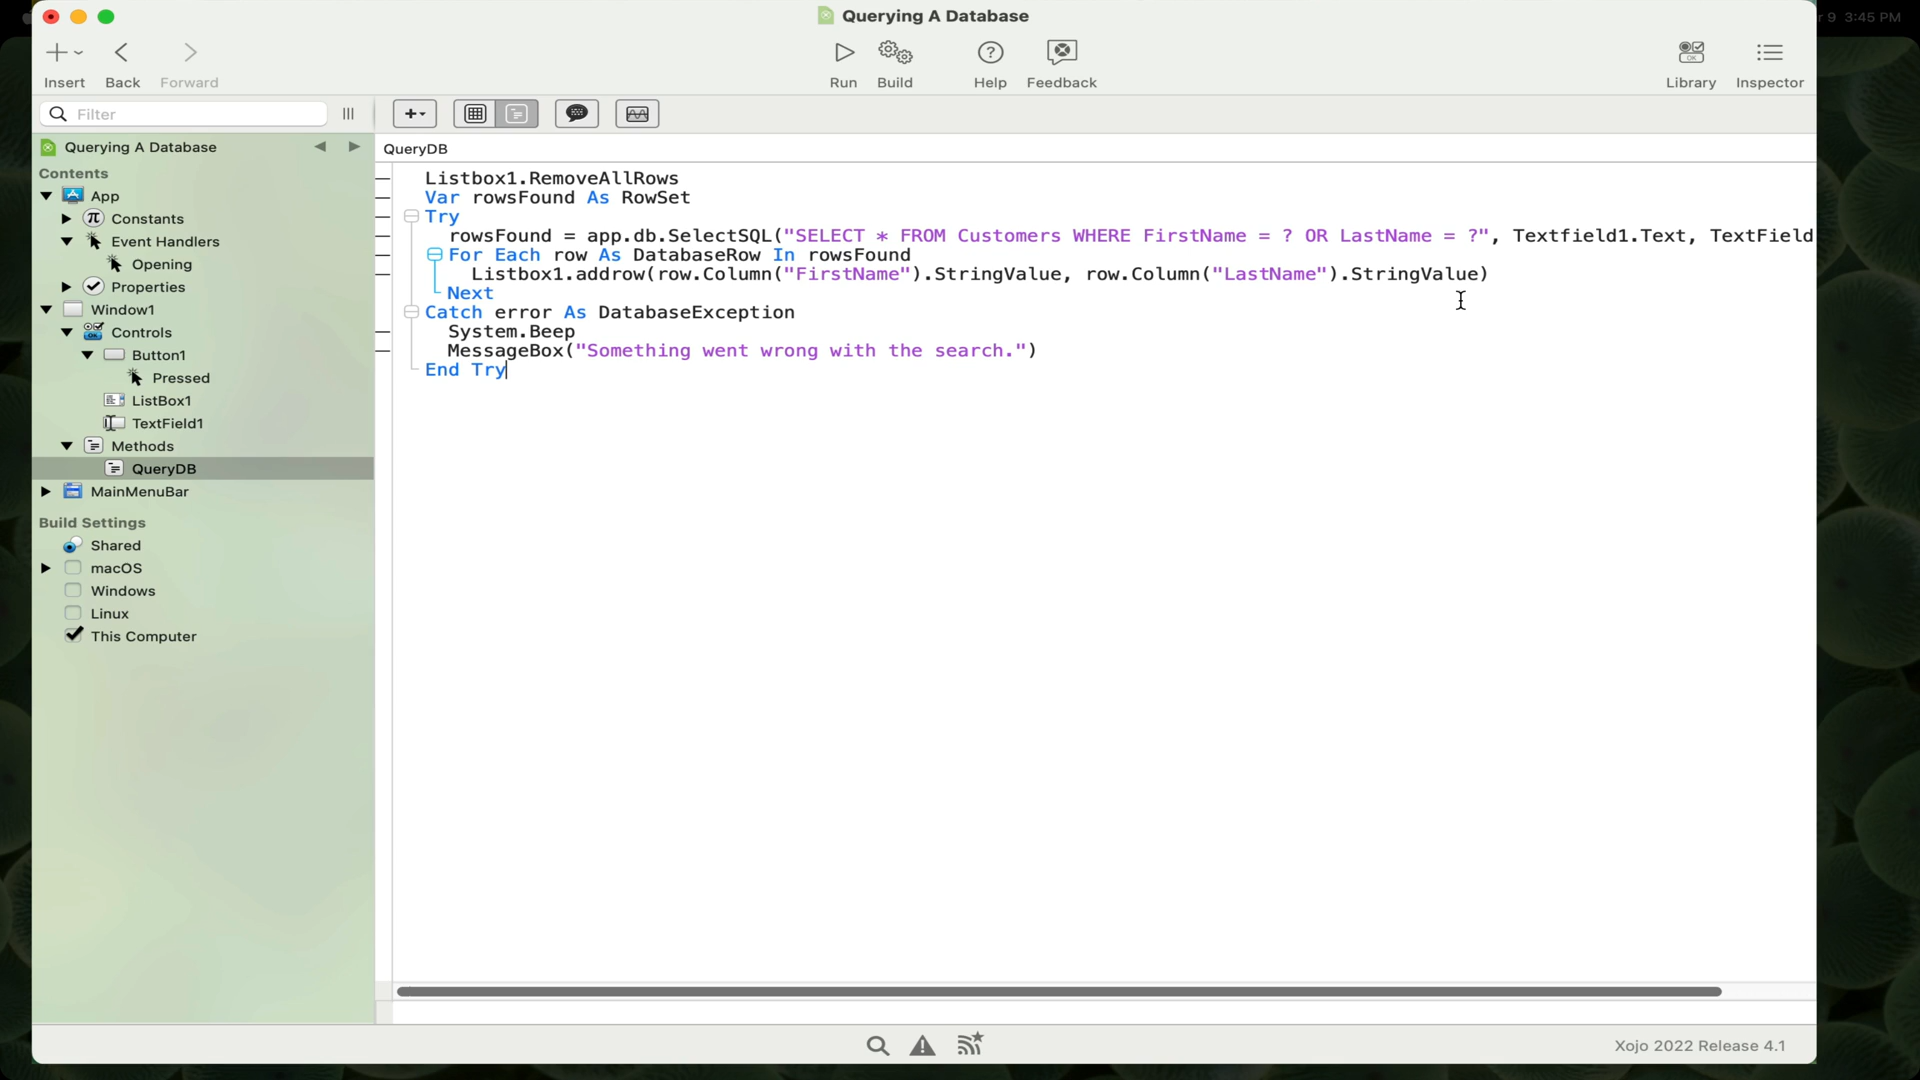 Querying A Database
r 9 3:45 PM
Insert Back Forward Run Build Help Feedback Library Inspector
Filter
Querying A Database
QueryDB
Contents
App
Constants
Event Handlers
Opening
Properties
Window1
Controls
Button1
Pressed
ListBox1
TextField1
Methods
QueryDB
MainMenuBar
Build Settings
Shared
macOS
Windows
Linux
This Computer
Listbox1.RemoveAllRows
Var rowsFound As RowSet
Try
rowsFound = app.db.SelectSQL("SELECT * FROM Customers WHERE FirstName = ? OR LastName = ?", Textfield1.Text, TextField
For Each row As DatabaseRow In rowsFound
Listbox1.addrow(row.Column("FirstName").StringValue, row.Column("LastName").StringValue)
Next
Catch error As DatabaseException
System.Beep
MessageBox("Something went wrong with the search.")
End Try
Xojo 2022 Release 4.1